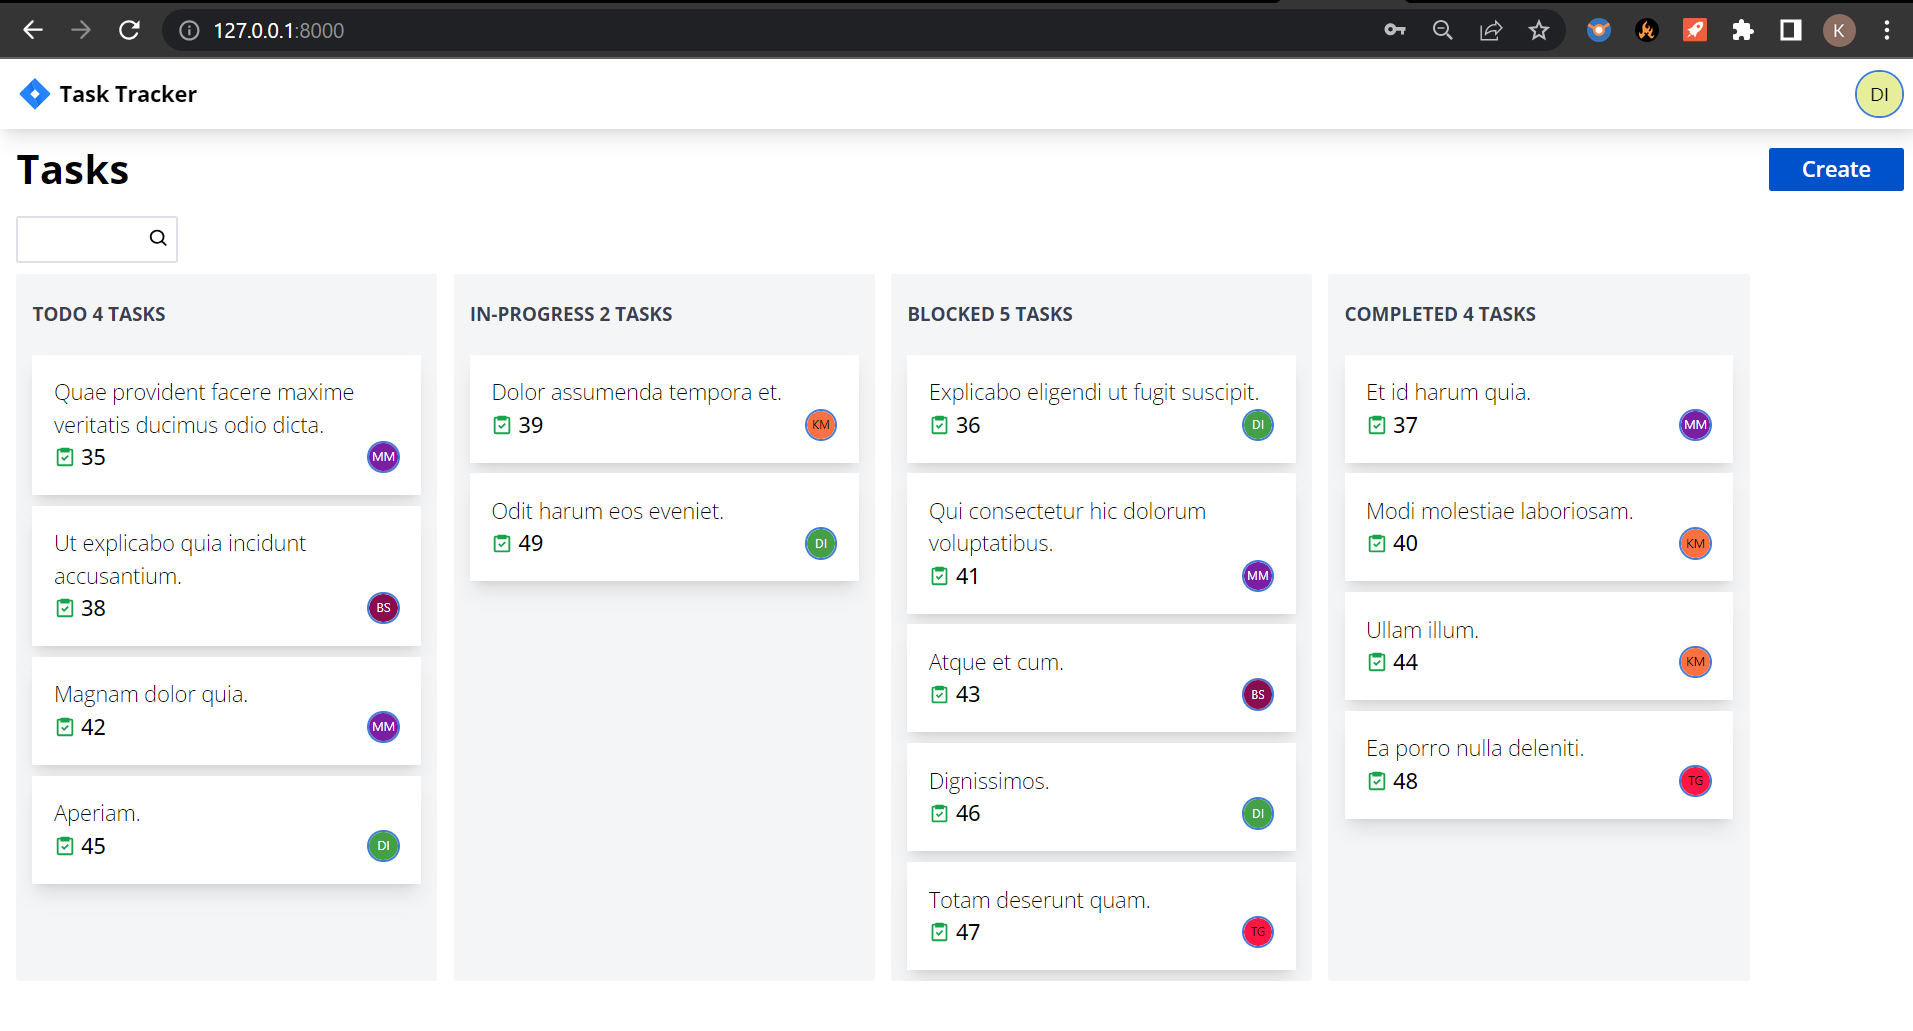 127.0.0.1:8000
K
Task Tracker
DI
Tasks
Create
TODO 4 TASKS
Quae provident facere maxime
veritatis ducimus odio dicta.
35
MM
Ut explicabo quia incidunt
accusantium.
38
BS
Magnam dolor quia.
42
MM
Aperiam.
45
DI
IN-PROGRESS 2 TASKS
Dolor assumenda tempora et.
39
KM
Odit harum eos eveniet.
49
DI
BLOCKED 5 TASKS
Explicabo eligendi ut fugit suscipit.
36
DI
Qui consectetur hic dolorum
voluptatibus.
41
MM
Atque et cum.
43
BS
Dignissimos.
46
DI
Totam deserunt quam.
47
TG
COMPLETED 4 TASKS
Et id harum quia.
37
MM
Modi molestiae laboriosam.
40
KM
Ullam illum.
44
KM
Ea porro nulla deleniti.
48
TG